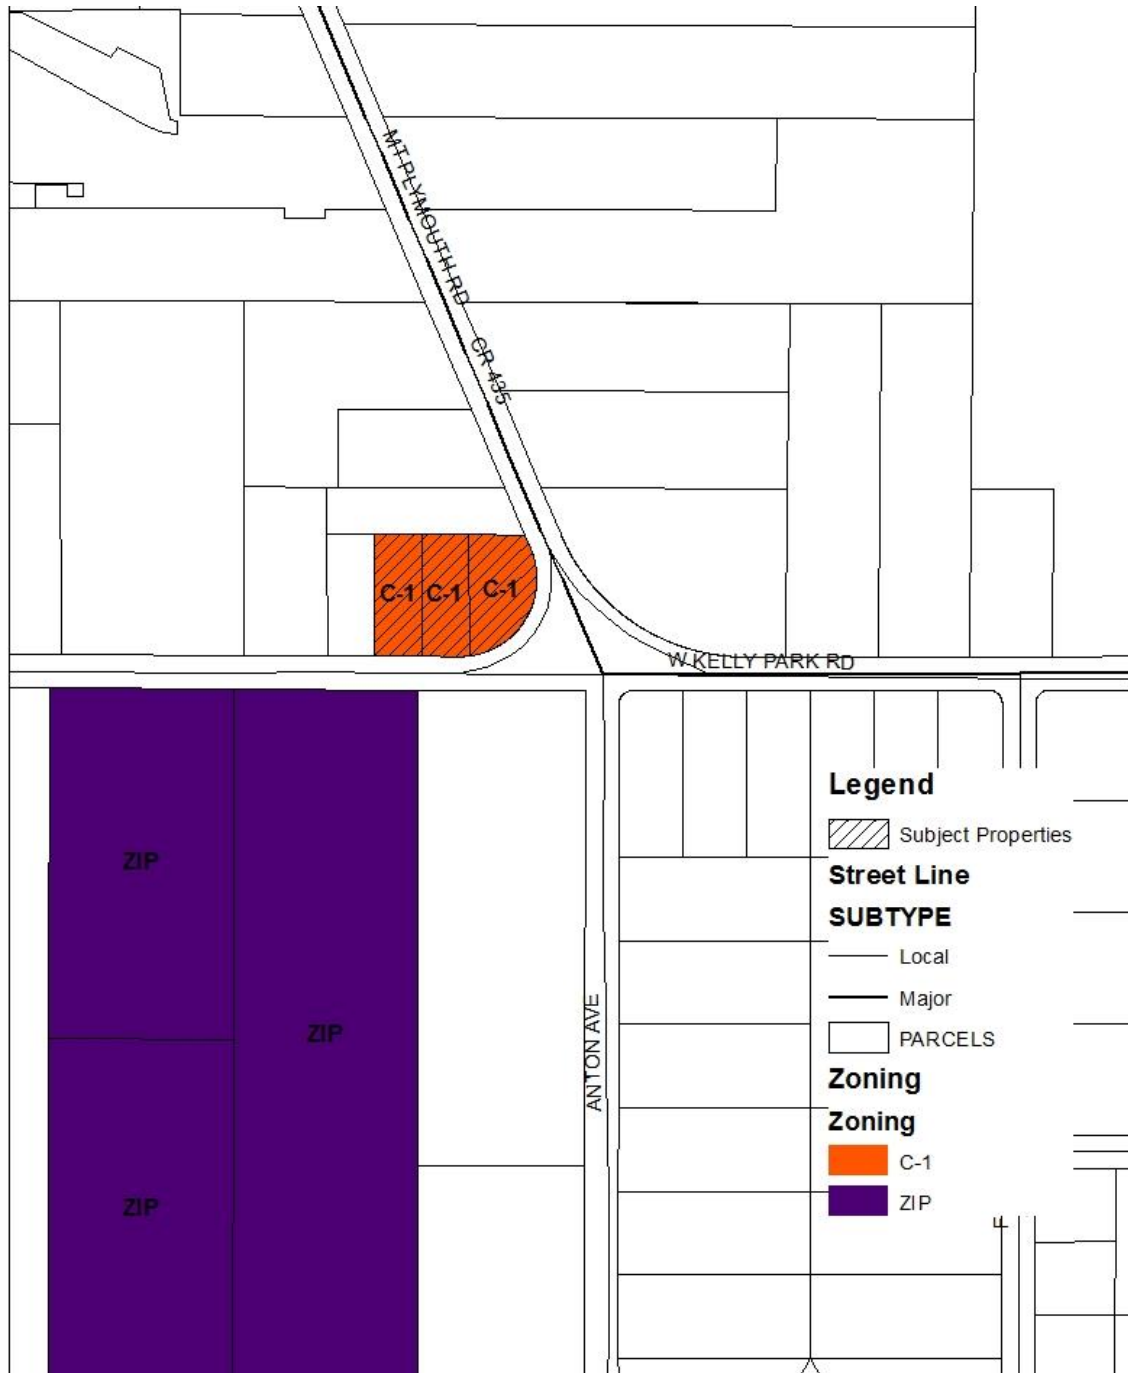 MT PLYMOUTH RD
CR 435
C-1
C-1
C-1
W KELLY PARK RD
ZIP
ZIP
ZIP
ANTON AVE
Legend
Subject Properties
Street Line
SUBTYPE
Local
Major
PARCELS
Zoning
Zoning
C-1
ZIP